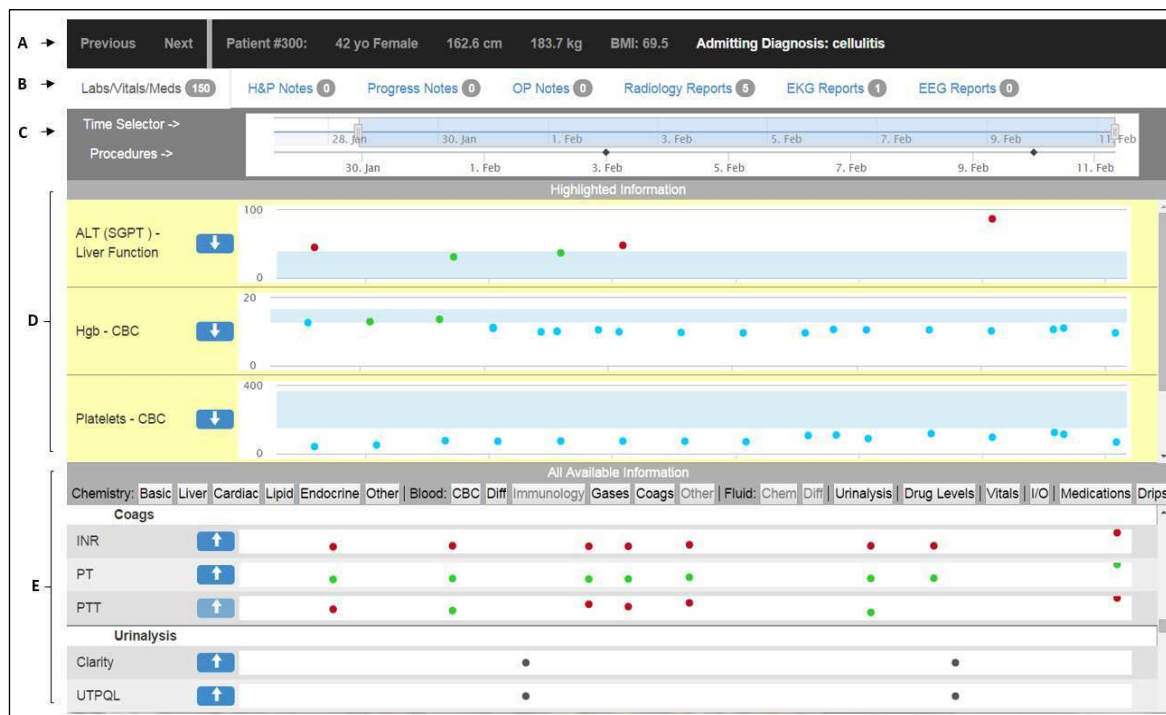 A Previous Next Patient #300: 42 yo Female 162.6 cm 183.7 kg BMI: 69.5 Admitting Diagnosis: cellulitis
B Labs/Vitals/Meds 150 H&P Notes 0 Progress Notes 0 OP Notes 0 Radiology Reports 5 EKG Reports 1 EEG Reports 0
C Time Selector ->
28. Jan 30. Jan 1. Feb 3. Feb 5. Feb 7. Feb 9. Feb 11. Feb
Procedures ->
30. Jan 1. Feb 3. Feb 5. Feb 7. Feb 9. Feb 11. Feb
Highlighted Information
100
ALT (SGPT ) -
Liver Function
0
20
D Hgb - CBC
0
400
Platelets - CBC
0
All Available Information
Chemistry: Basic Liver Cardiac Lipid Endocrine Other | Blood: CBC Diff Immunology Gases Coags Other | Fluid: Chem Diff | Urinalysis | Drug Levels | Vitals | I/O | Medications Drips
Coags
INR
PT
E
PTT
Urinalysis
Clarity
UTPQL